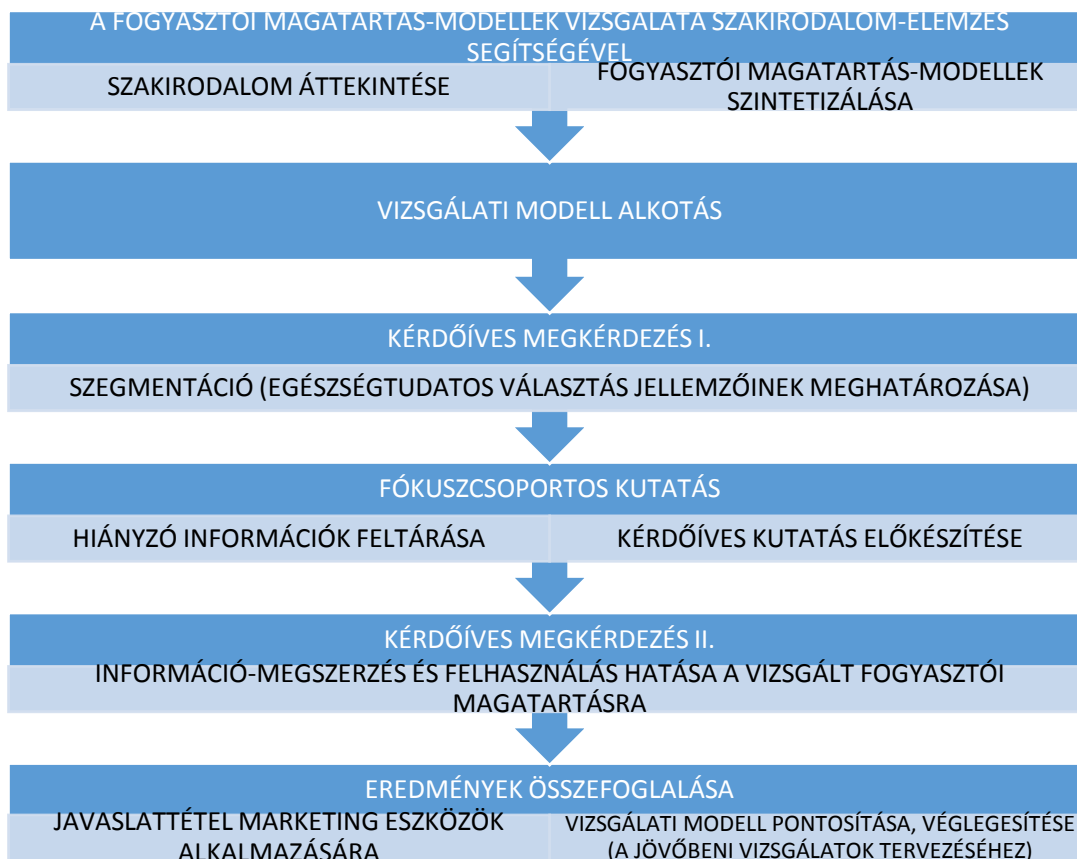 A FOGYASZTÓI MAGATARTÁS-MODELLEK VIZSGÁLATA SZAKIRODALOM-ELEMZÉS
SEGÍTSÉGÉVEL
SZAKIRODALOM ÁTTEKINTÉSE
FOGYASZTÓI MAGATARTÁS-MODELLEK
SZINTETIZÁLÁSA
VIZSGÁLATI MODELL ALKOTÁS
KÉRDŐÍVES MEGKÉRDEZÉS I.
SZEGMENTÁCIÓ (EGÉSZSÉGTUDATOS VÁLASZTÁS JELLEMZŐINEK MEGHATÁROZÁSA)
FÓKUSZCSOPORTOS KUTATÁS
HIÁNYZÓ INFORMÁCIÓK FELTÁRÁSA
KÉRDŐÍVES KUTATÁS ELŐKÉSZÍTÉSE
KÉRDŐÍVES MEGKÉRDEZÉS II.
INFORMÁCIÓ-MEGSZERZÉS ÉS FELHASZNÁLÁS HATÁSA A VIZSGÁLT FOGYASZTÓI
MAGATARTÁSRA
EREDMÉNYEK ÖSSZEFOGLALÁSA
JAVASLATTÉTEL MARKETING ESZKÖZÖK
ALKALMAZÁSÁRA
VIZSGÁLATI MODELL PONTOSÍTÁSA, VÉGLEGESÍTÉSE
(A JÖVŐBENI VIZSGÁLATOK TERVEZÉSÉHEZ)